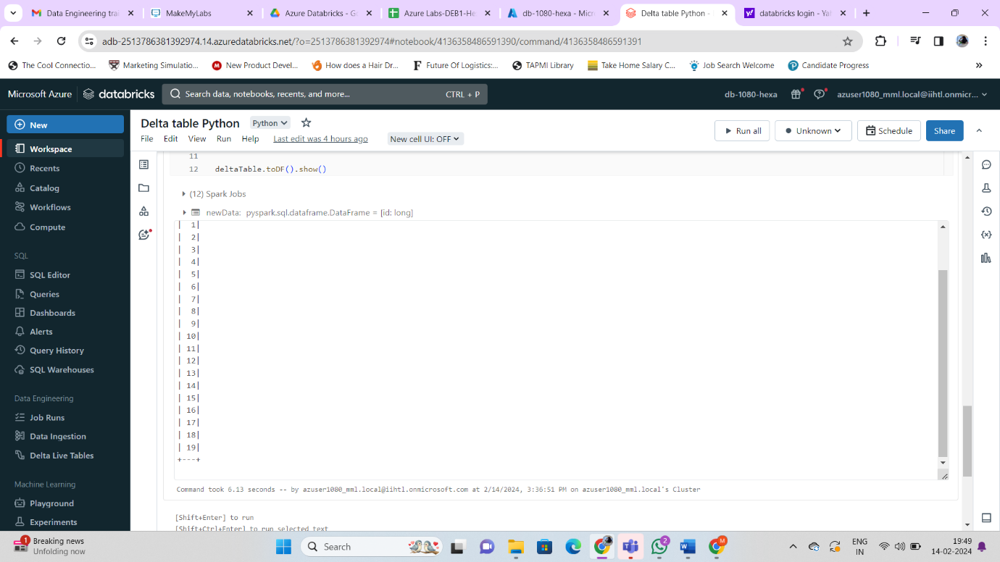 Data Engineering trai
MakeMyLabs
Azure Databricks - Go
Azure Labs-DEB1-He
db-1080-hexa - Micr
Delta table Python -
databricks login - Ya
adb-2513786381392974.14.azuredatabricks.net/?o=2513786381392974#notebook/4136358486591390/command/4136358486591391
The Cool Connectio...
Marketing Simulatio...
New Product Devel...
How does a Hair Dr...
Future Of Logistics:...
TAPMI Library
Take Home Salary C...
Job Search Welcome
Candidate Progress
Microsoft Azure
databricks
Search data, notebooks, recents, and more...
CTRL + P
db-1080-hexa
azuser1080_mml.local@iihtl.onmicr...
New
Workspace
Recents
Catalog
Workflows
Compute
SQL
SQL Editor
Queries
Dashboards
Alerts
Query History
SQL Warehouses
Data Engineering
Job Runs
Data Ingestion
Delta Live Tables
Machine Learning
Playground
Experiments
Delta table Python
Python
File Edit View Run Help Last edit was 4 hours ago New cell UI: OFF
Run all
Unknown
Schedule
Share
11
12 deltaTable.toDF().show()
(12) Spark Jobs
newData: pyspark.sql.dataframe.DataFrame = [id: long]
| 1|
| 2|
| 3|
| 4|
| 5|
| 6|
| 7|
| 8|
| 9|
| 10|
| 11|
| 12|
| 13|
| 14|
| 15|
| 16|
| 17|
| 18|
| 19|
+---+
Command took 6.13 seconds -- by azuser1080_mml.local@iihtl.onmicrosoft.com at 2/14/2024, 3:36:51 PM on azuser1080_mml.local's Cluster
[Shift+Enter] to run
[Shift+Ctrl+Enter] to run selected text
1
Breaking news
Unfolding now
Search
2
M
ENG
IN
19:49
14-02-2024